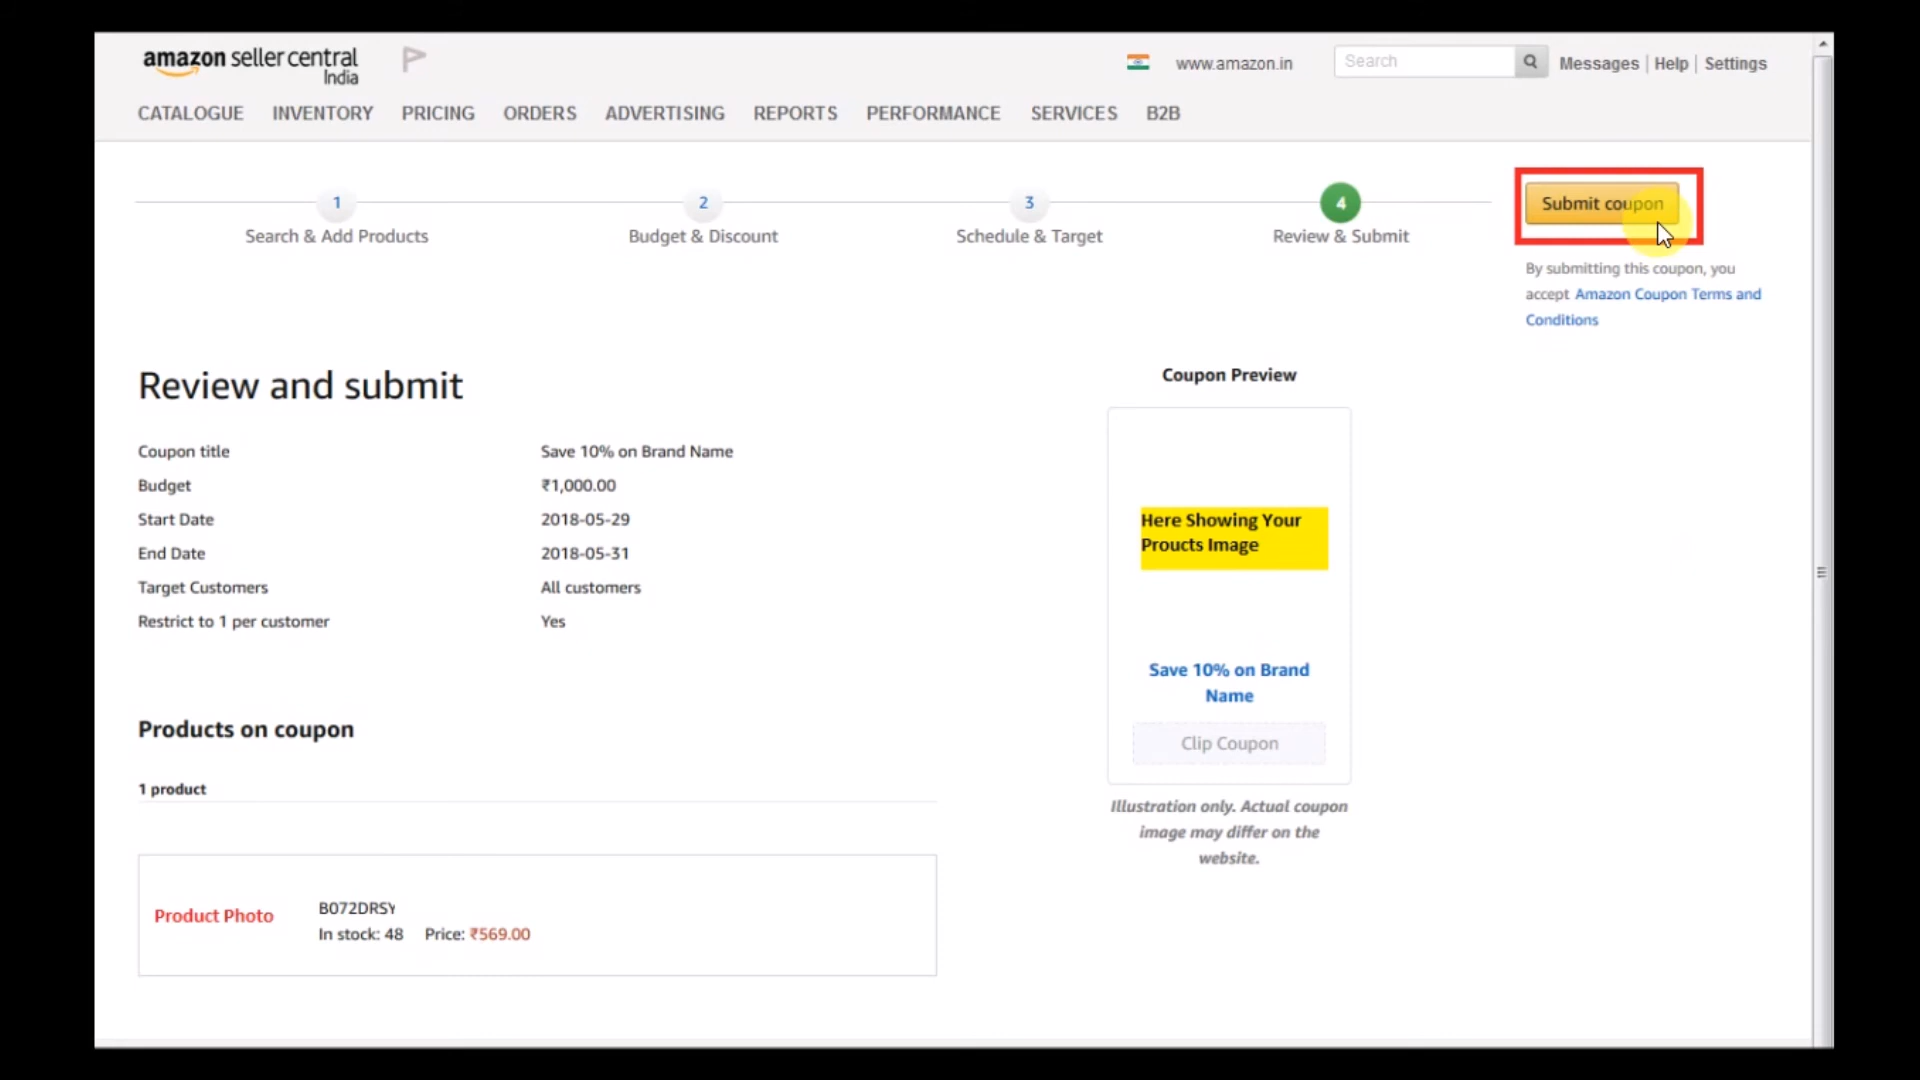 amazon seller central
India
www.amazon.in
Search
Messages | Help | Settings
CATALOGUE INVENTORY PRICING ORDERS ADVERTISING REPORTS PERFORMANCE SERVICES B2B
1
Search & Add Products
2
Budget & Discount
3
Schedule & Target
4
Review & Submit
Submit coupon
By submitting this coupon, you
accept Amazon Coupon Terms and
Conditions
Review and submit
Coupon title Save 10% on Brand Name
Budget ₹1,000.00
Start Date 2018-05-29
End Date 2018-05-31
Target Customers All customers
Restrict to 1 per customer Yes
Products on coupon
1 product
Product Photo
B072DRSY
In stock: 48 Price: ₹569.00
Coupon Preview
Here Showing Your
Proucts Image
Save 10% on Brand
Name
Clip Coupon
Illustration only. Actual coupon
image may differ on the
website.